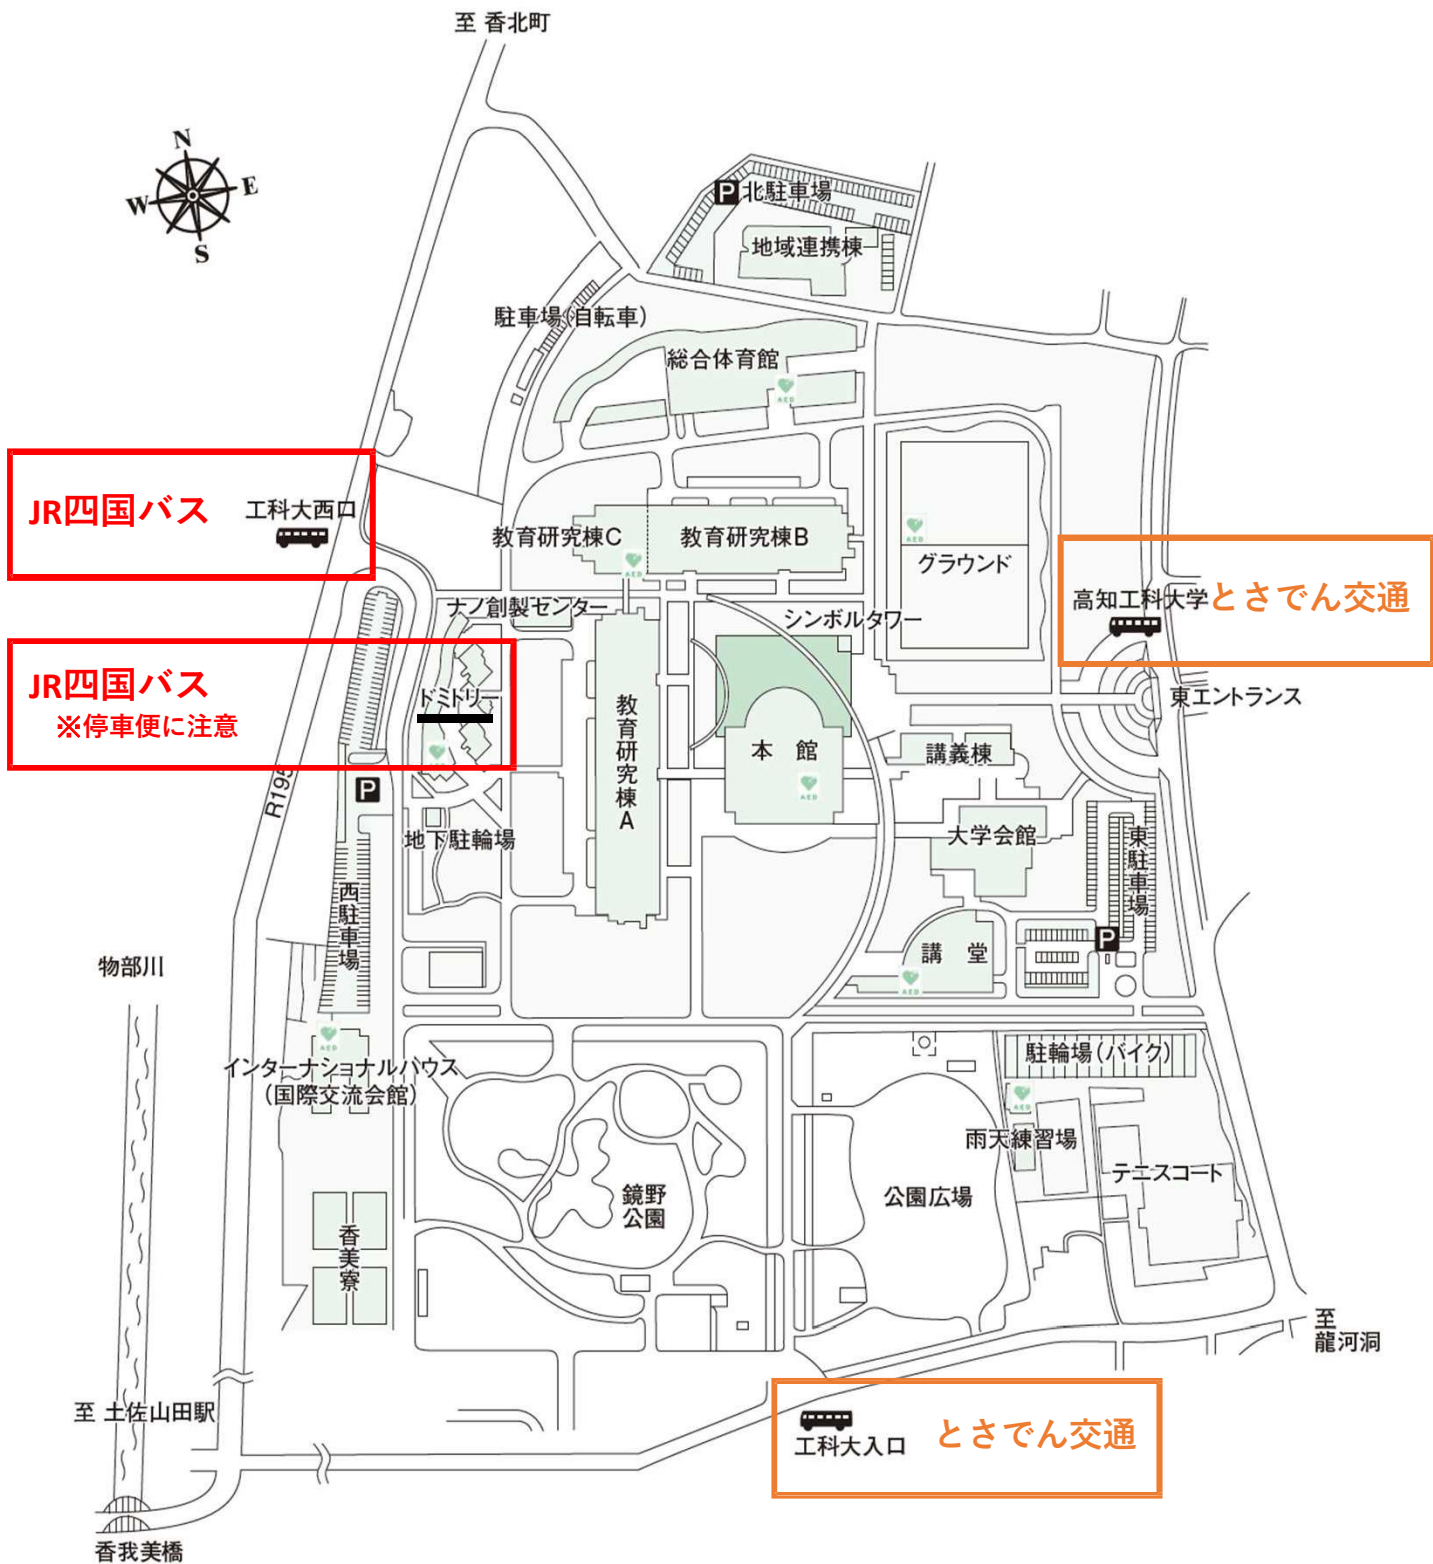 至 香北町
N
W
E
S
P 北駐車場
地域連携棟
駐車場(自転車)
総合体育館
AED
JR四国バス
工科大西口
教育研究棟C
教育研究棟B
AED
AED
グラウンド
高知工科大学
とさでん交通
ナノ創製センター
シンボルタワー
JR四国バス
※停車便に注意
ドミトリー
AED
東エントランス
教育研究棟A
本 館
AED
講義棟
R195
P
地下駐輪場
大学会館
東駐車場
西駐車場
P
講 堂
AED
物部川
AED
インターナショナルハウス
(国際交流会館)
駐輪場(バイク)
AED
雨天練習場
テニスコート
鏡野
公園
公園広場
香美寮
至
龍河洞
至 土佐山田駅
工科大入口
とさでん交通
香我美橋